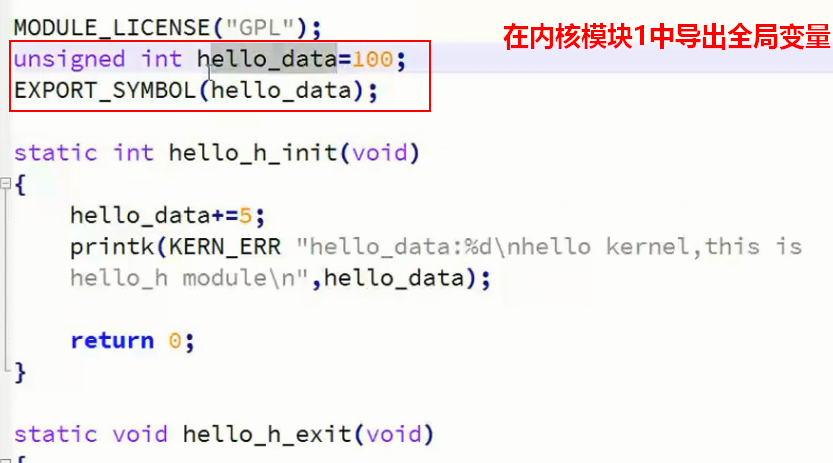 MODULE_LICENSE("GPL");
在内核模块1中导出全局变量
unsigned int hello_data=100;
EXPORT_SYMBOL(hello_data);
static int hello_h_init(void)
{
hello_data+=5;
printk(KERN_ERR "hello_data:%d\nhello kernel,this is
hello_h module\n",hello_data);
return 0;
}
static void hello_h_exit(void)